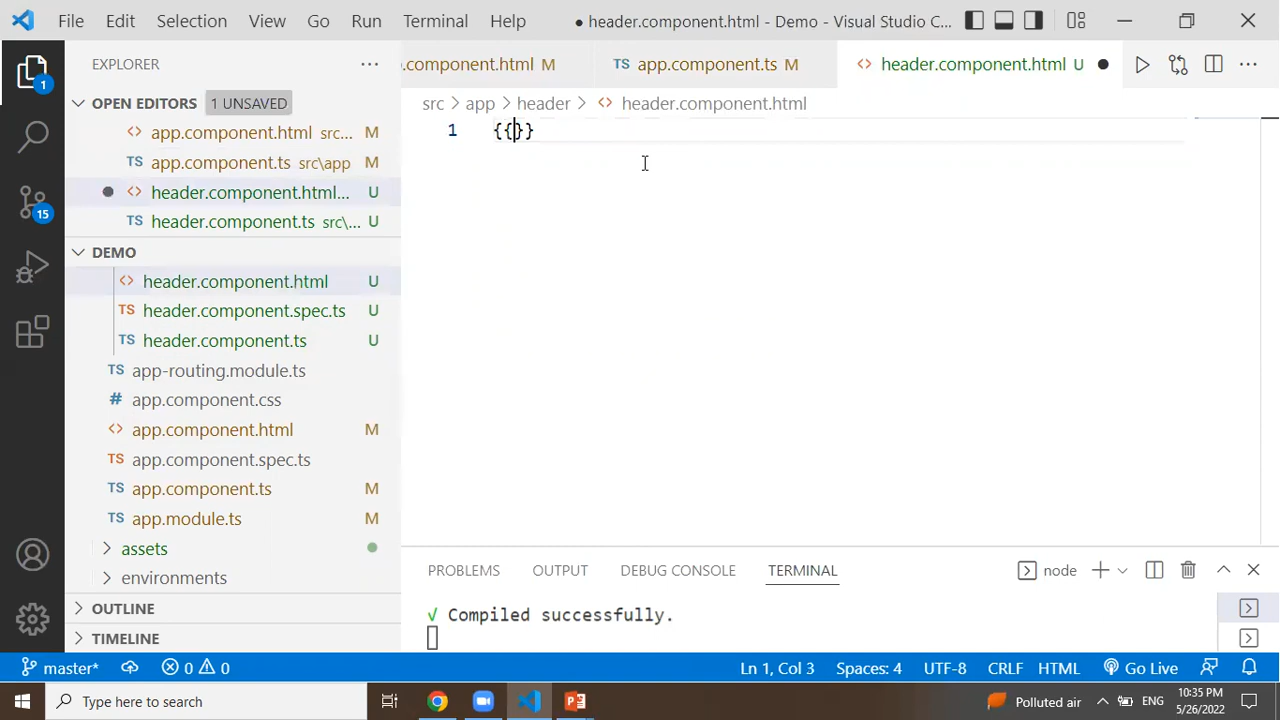 File Edit Selection View Go Run Terminal Help ● header.component.html - Demo - Visual Studio C...
EXPLORER
OPEN EDITORS 1 UNSAVED
app.component.html src... M
app.component.ts src\app M
header.component.html... U
header.component.ts src\... U
DEMO
header.component.html U
header.component.spec.ts U
header.component.ts U
app-routing.module.ts
app.component.css
app.component.html M
app.component.spec.ts
app.component.ts M
app.module.ts M
assets
environments
OUTLINE
TIMELINE
1
15
.component.html M
app.component.ts M
header.component.html U
src > app > header > header.component.html
1 {{}}
PROBLEMS OUTPUT DEBUG CONSOLE TERMINAL node
√ Compiled successfully.
master* 0 0 Ln 1, Col 3 Spaces: 4 UTF-8 CRLF HTML Go Live
Type here to search
Polluted air ENG 10:35 PM
5/26/2022